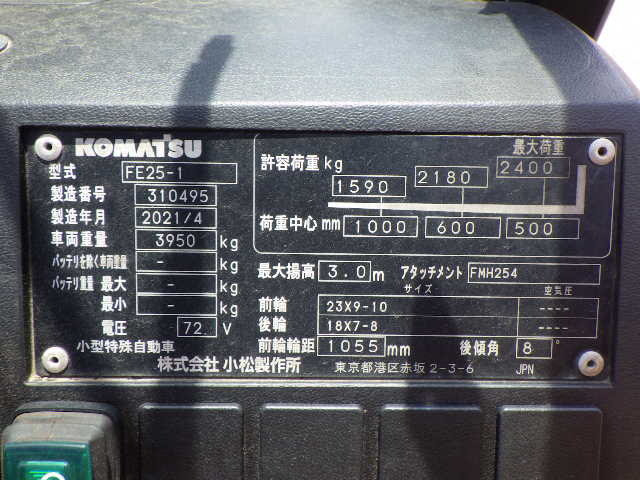 KOMATSU
型式 FE25-1
製造番号 310495
製造年月 2021/4
車両重量 3950 kg
バッテリを除く車両重量 - kg
バッテリ重量 最大 - kg
最小 - kg
電圧 72 V
小型特殊自動車
最大荷重
許容荷重 kg 1590 2180 2400
荷重中心 mm 1000 600 500
最大揚高 3.0 m アタッチメント FMH254
サイズ 空気圧
前輪 23X9-10 ----
後輪 18X7-8 ----
前輪輪距 1055 mm 後傾角 8 °
株式会社 小松製作所 東京都港区赤坂 2-3-6 JPN